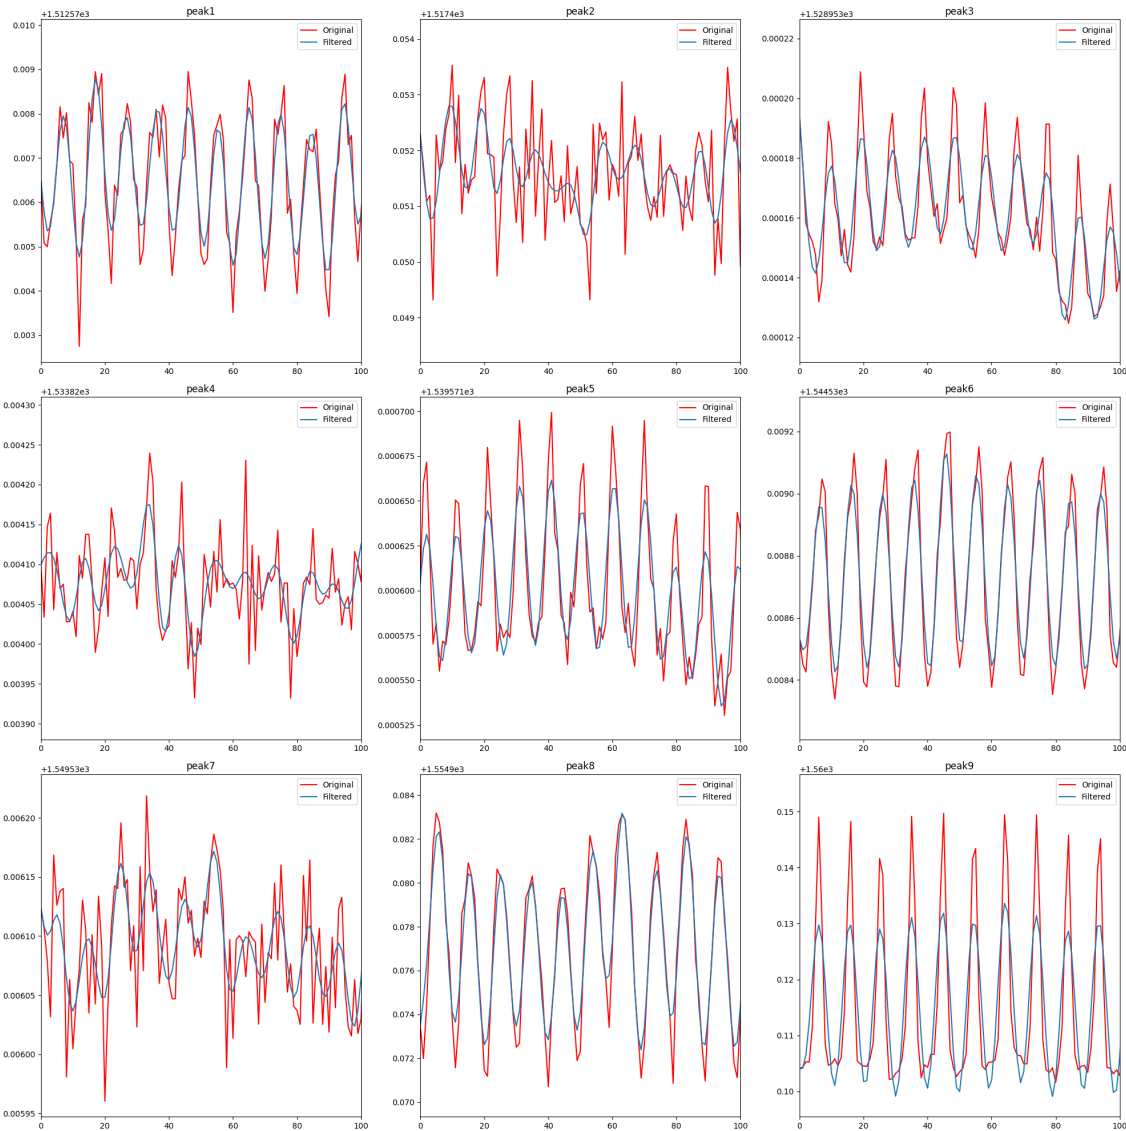 peak1
+1.51257e3
0.010
0.009
0.008
0.007
0.006
0.005
0.004
0.003
0 20 40 60 80 100
Original
Filtered
peak2
+1.5174e3
0.054
0.053
0.052
0.051
0.050
0.049
0 20 40 60 80 100
Original
Filtered
peak3
+1.528953e3
0.00022
0.00020
0.00018
0.00016
0.00014
0.00012
0 20 40 60 80 100
Original
Filtered
peak4
+1.53382e3
0.00430
0.00425
0.00420
0.00415
0.00410
0.00405
0.00400
0.00395
0.00390
0 20 40 60 80 100
Original
Filtered
peak5
+1.539571e3
0.000700
0.000675
0.000650
0.000625
0.000600
0.000575
0.000550
0.000525
0 20 40 60 80 100
Original
Filtered
peak6
+1.54453e3
0.0092
0.0090
0.0088
0.0086
0.0084
0 20 40 60 80 100
Original
Filtered
peak7
+1.54953e3
0.00620
0.00615
0.00610
0.00605
0.00600
0.00595
0 20 40 60 80 100
Original
Filtered
peak8
+1.5549e3
0.084
0.082
0.080
0.078
0.076
0.074
0.072
0.070
0 20 40 60 80 100
Original
Filtered
peak9
+1.56e3
0.15
0.14
0.13
0.12
0.11
0.10
0 20 40 60 80 100
Original
Filtered